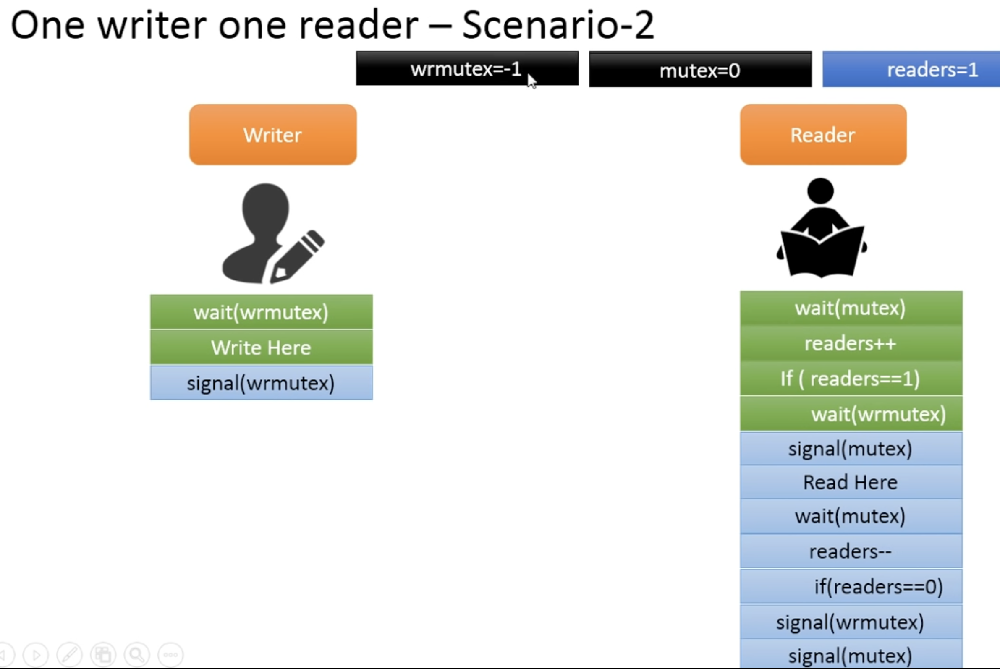 One writer one reader – Scenario-2
wrmutex=-1
mutex=0
readers=1
Writer
Reader
wait(wrmutex)
Write Here
signal(wrmutex)
wait(mutex)
readers++
If ( readers==1)
wait(wrmutex)
signal(mutex)
Read Here
wait(mutex)
readers--
if(readers==0)
signal(wrmutex)
signal(mutex)